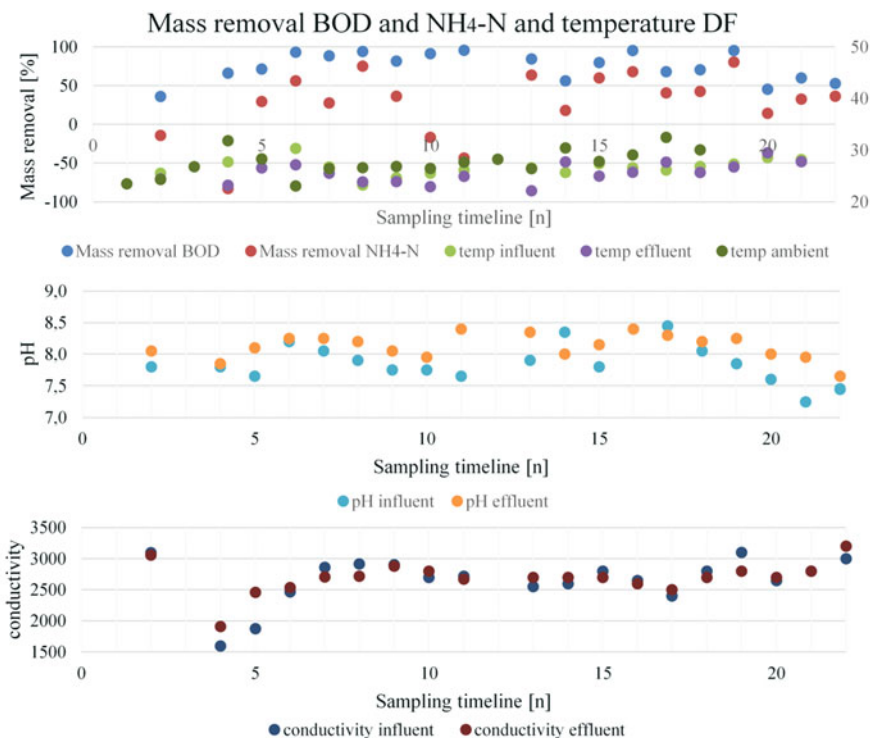 Mass removal BOD and NH4-N and temperature DF
Mass removal [%]
100
50
0
-50
-100
50
40
30
20
0 5 10 15 20
Sampling timeline [n]
Mass removal BOD Mass removal NH4-N temp influent temp effluent temp ambient
pH
9,0
8.5
8.0
7.5
7,0
0 5 10 15 20
Sampling timeline [n]
pH influent pH effluent
conductivity
3500
3000
2500
2000
1500
0 5 10 15 20
Sampling timeline [n]
conductivity influent conductivity effluent